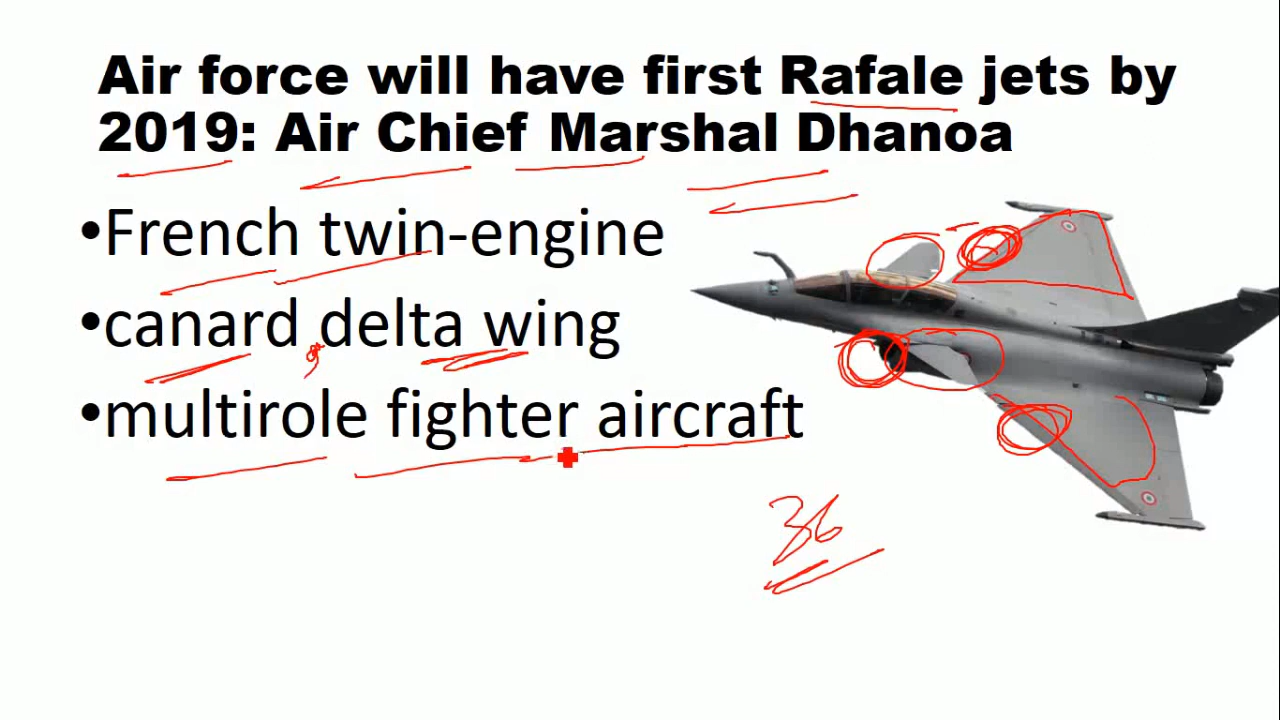 Air force will have first Rafale jets by
2019: Air Chief Marshal Dhanoa
•French twin-engine
•canard delta wing
•multirole fighter aircraft
36